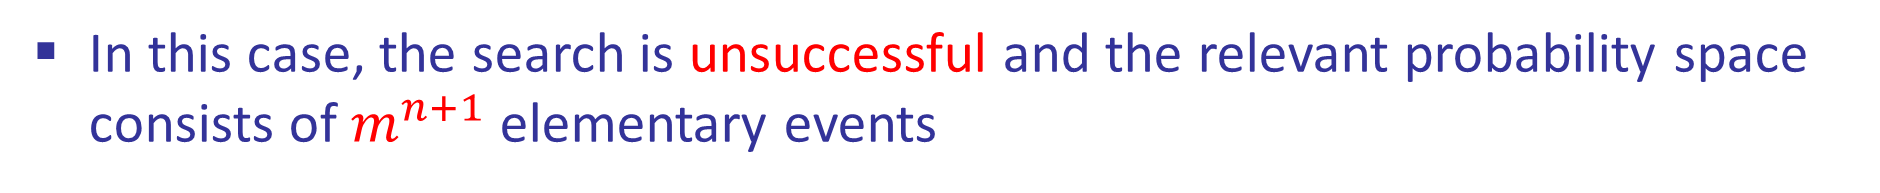 ▪ In this case, the search is unsuccessful and the relevant probability space
consists of $m^{n+1}$ elementary events